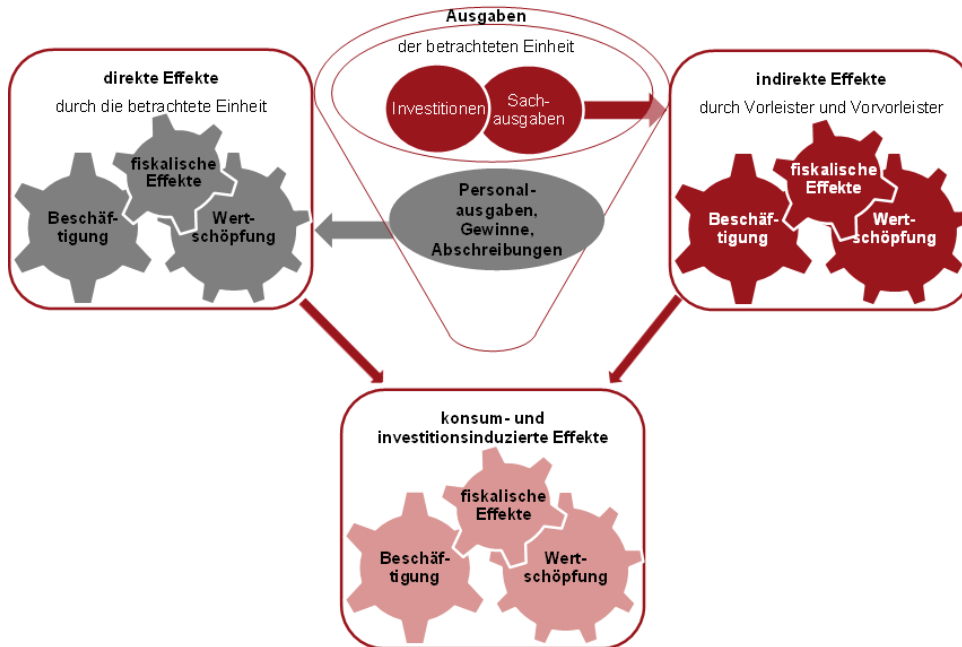 Ausgaben
der betrachteten Einheit
Investitionen
Sach-
ausgaben
Personal-
ausgaben,
Gewinne,
Abschreibungen
direkte Effekte
durch die betrachtete Einheit
fiskalische
Effekte
Beschäf-
tigung
Wert-
schöpfung
indirekte Effekte
durch Vorleister und Vorvorleister
fiskalische
Effekte
Beschäf-
tigung
Wert-
schöpfung
konsum- und
investitionsinduzierte Effekte
fiskalische
Effekte
Beschäf-
tigung
Wert-
schöpfung